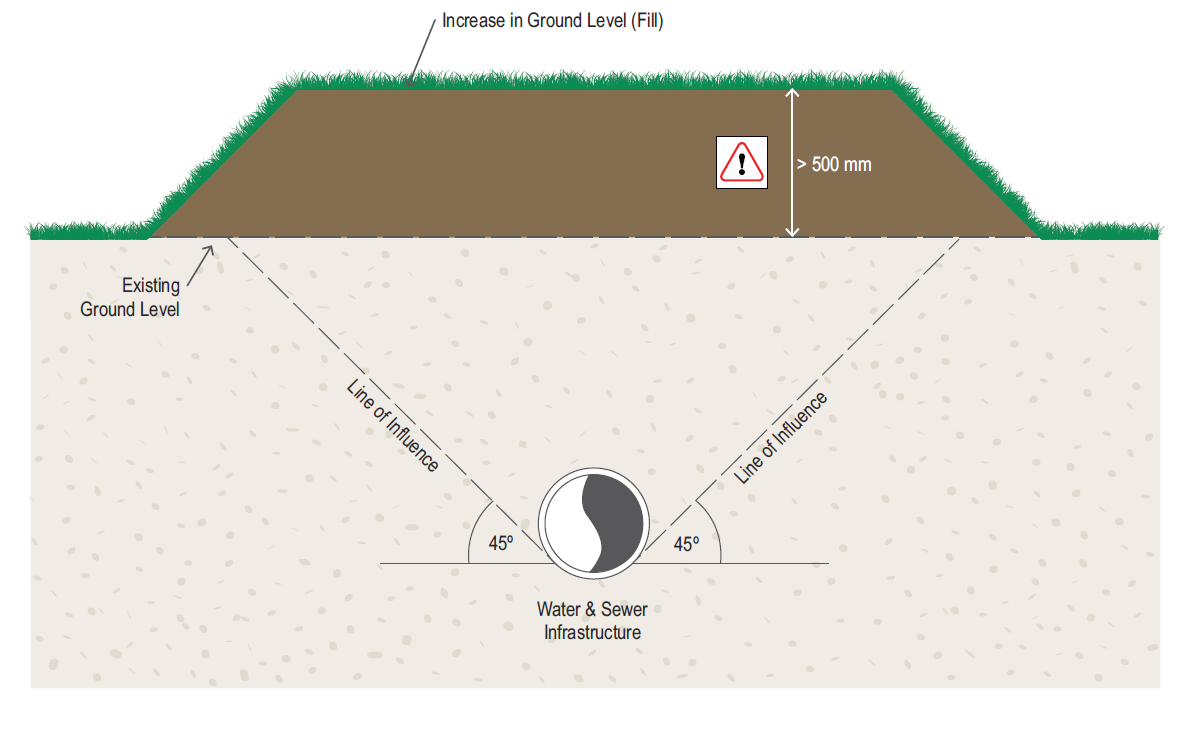 Increase in Ground Level (Fill)
> 500 mm
Existing
Ground Level
Line of Influence
Line of Influence
45º
45º
Water & Sewer
Infrastructure